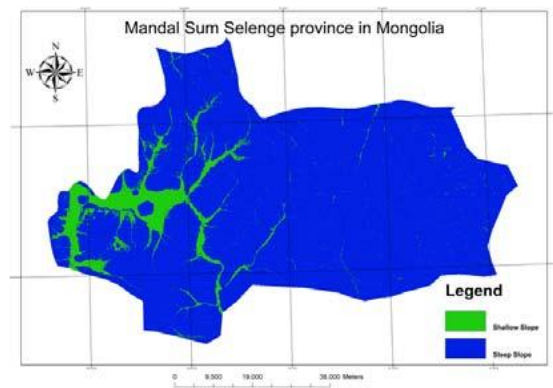 Mandal Sum Selenge province in Mongolia
N
W E
S
Legend
Shallow Slope
Steep Slope
0 9,500 19,000 38,000 Meters